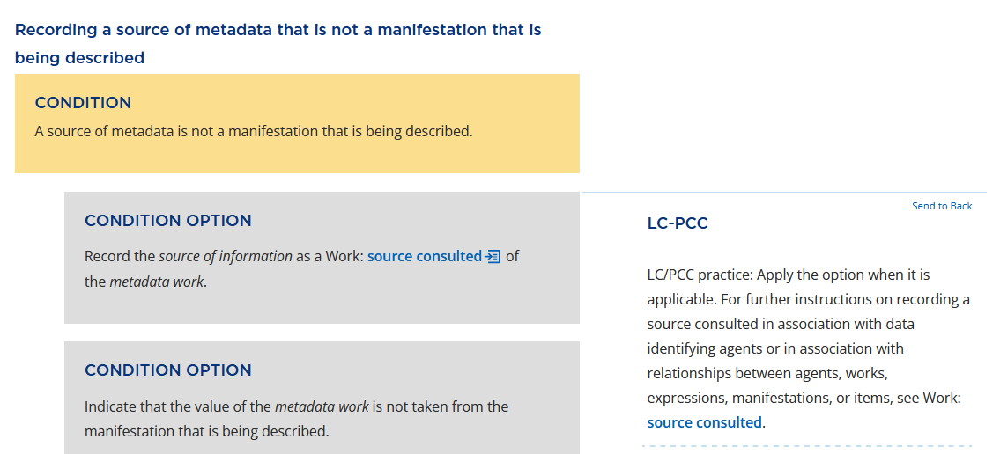 Recording a source of metadata that is not a manifestation that is
being described
CONDITION
A source of metadata is not a manifestation that is being described.
CONDITION OPTION
Record the source of information as a Work: source consulted of
the metadata work.
CONDITION OPTION
Indicate that the value of the metadata work is not taken from the
manifestation that is being described.
Send to Back
LC-PCC
LC/PCC practice: Apply the option when it is
applicable. For further instructions on recording a
source consulted in association with data
identifying agents or in association with
relationships between agents, works,
expressions, manifestations, or items, see Work:
source consulted.